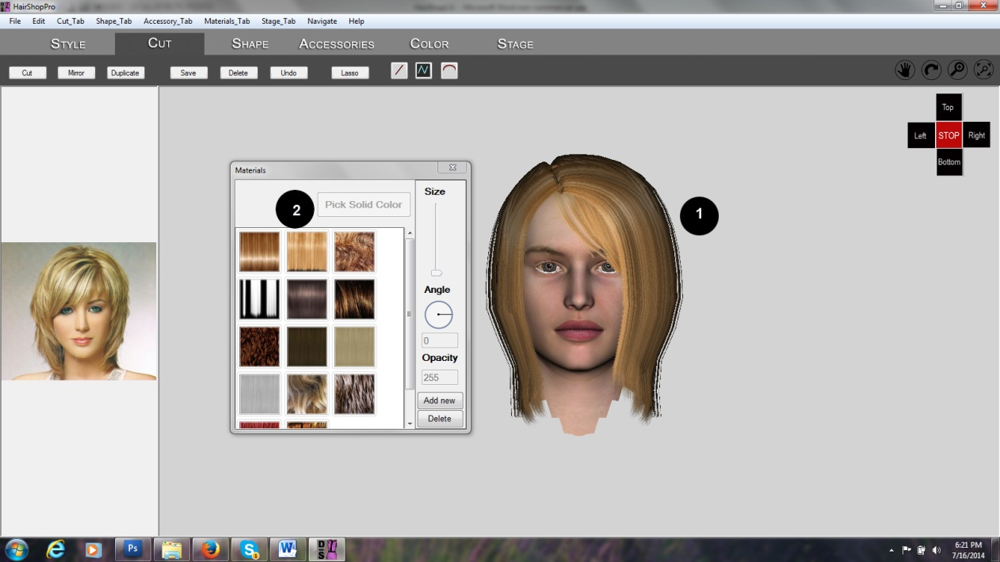 HairShopPro
File Edit Cut_Tab Shape_Tab Accessory_Tab Materials_Tab Stage_Tab Navigate Help
STYLE CUT SHAPE ACCESSORIES COLOR STAGE
Cut Mirror Duplicate Save Delete Undo Lasso
Top
Left STOP Right
Bottom
Materials
Size
2 Pick Solid Color
1
Angle
0
Opacity
255
Add new
Delete
Ps S 1 W D S
6:21 PM
7/16/2014